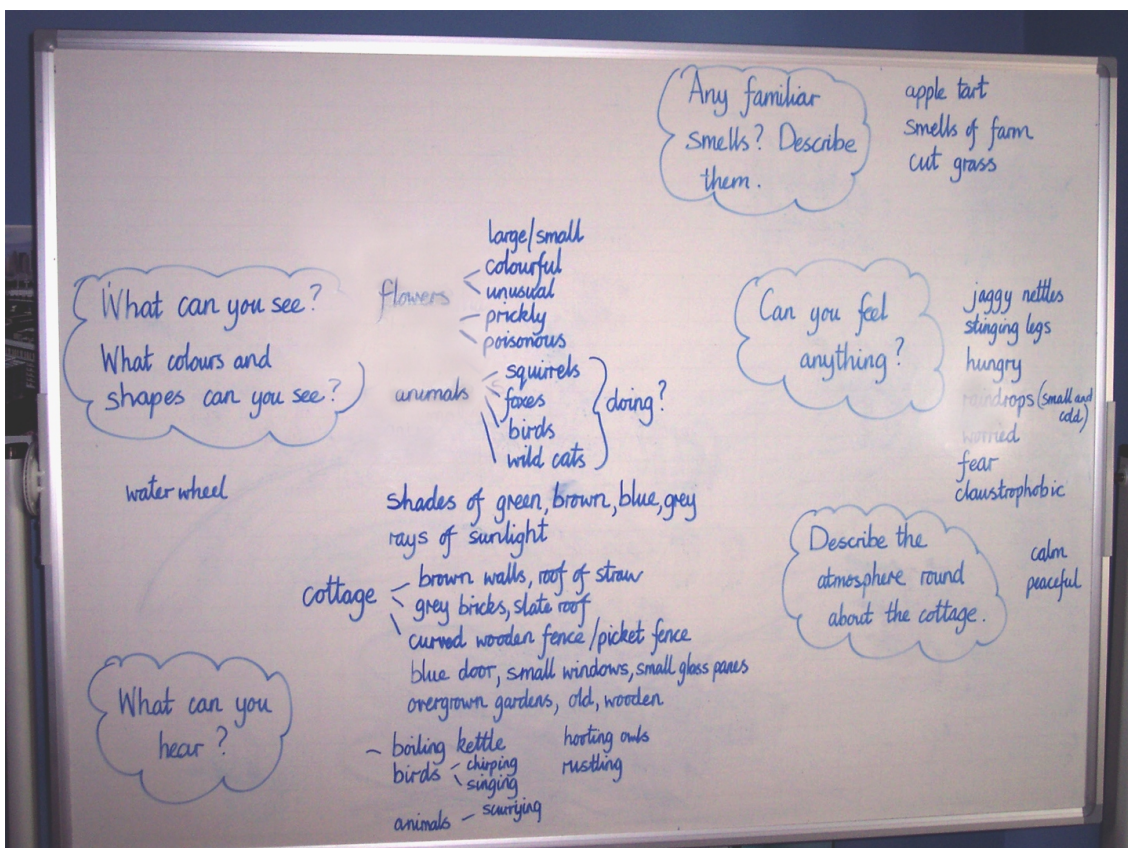 Any familiar
smells? Describe
them.
apple tart
smells of farm
cut grass
What can you see?
What colours and
shapes can you see?
flowers
large/small
colourful
unusual
prickly
poisonous
animals
squirrels
foxes
birds
wild cats
doing?
water wheel
shades of green, brown, blue, grey
rays of sunlight
cottage
brown walls, roof of straw
grey bricks, slate roof
curved wooden fence/picket fence
blue door, small windows, small glass panes
overgrown gardens, old, wooden
Can you feel
anything?
jaggy nettles
stinging legs
hungry
raindrops (small and
cold)
worried
fear
claustrophobic
Describe the
atmosphere round
about the cottage.
calm
peaceful
What can you
hear?
boiling kettle
birds
chirping
singing
animals
scurrying
hooting owls
rustling